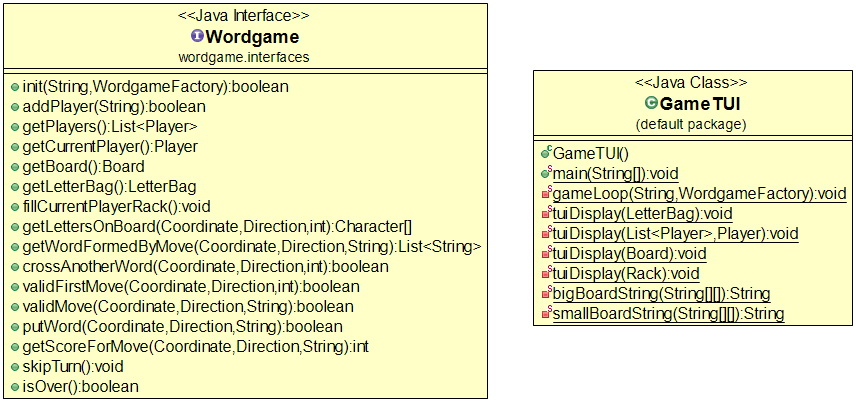 <<Java Interface>>
Wordgame
wordgame.interfaces
init(String,WordgameFactory):boolean
addPlayer(String):boolean
getPlayers():List<Player>
getCurrentPlayer():Player
getBoard():Board
getLetterBag():LetterBag
fillCurrentPlayerRack():void
getLettersOnBoard(Coordinate,Direction,int):Character[]
getWordFormedByMove(Coordinate,Direction,String):List<String>
crossAnotherWord(Coordinate,Direction,int):boolean
validFirstMove(Coordinate,Direction,int):boolean
validMove(Coordinate,Direction,String):boolean
putWord(Coordinate,Direction,String):boolean
getScoreForMove(Coordinate,Direction,String):int
skipTurn():void
isOver():boolean
<<Java Class>>
GameTUI
(default package)
GameTUI()
main(String[]):void
gameLoop(String,WordgameFactory):void
tuiDisplay(LetterBag):void
tuiDisplay(List<Player>,Player):void
tuiDisplay(Board):void
tuiDisplay(Rack):void
bigBoardString(String[][]):String
smallBoardString(String[][]):String